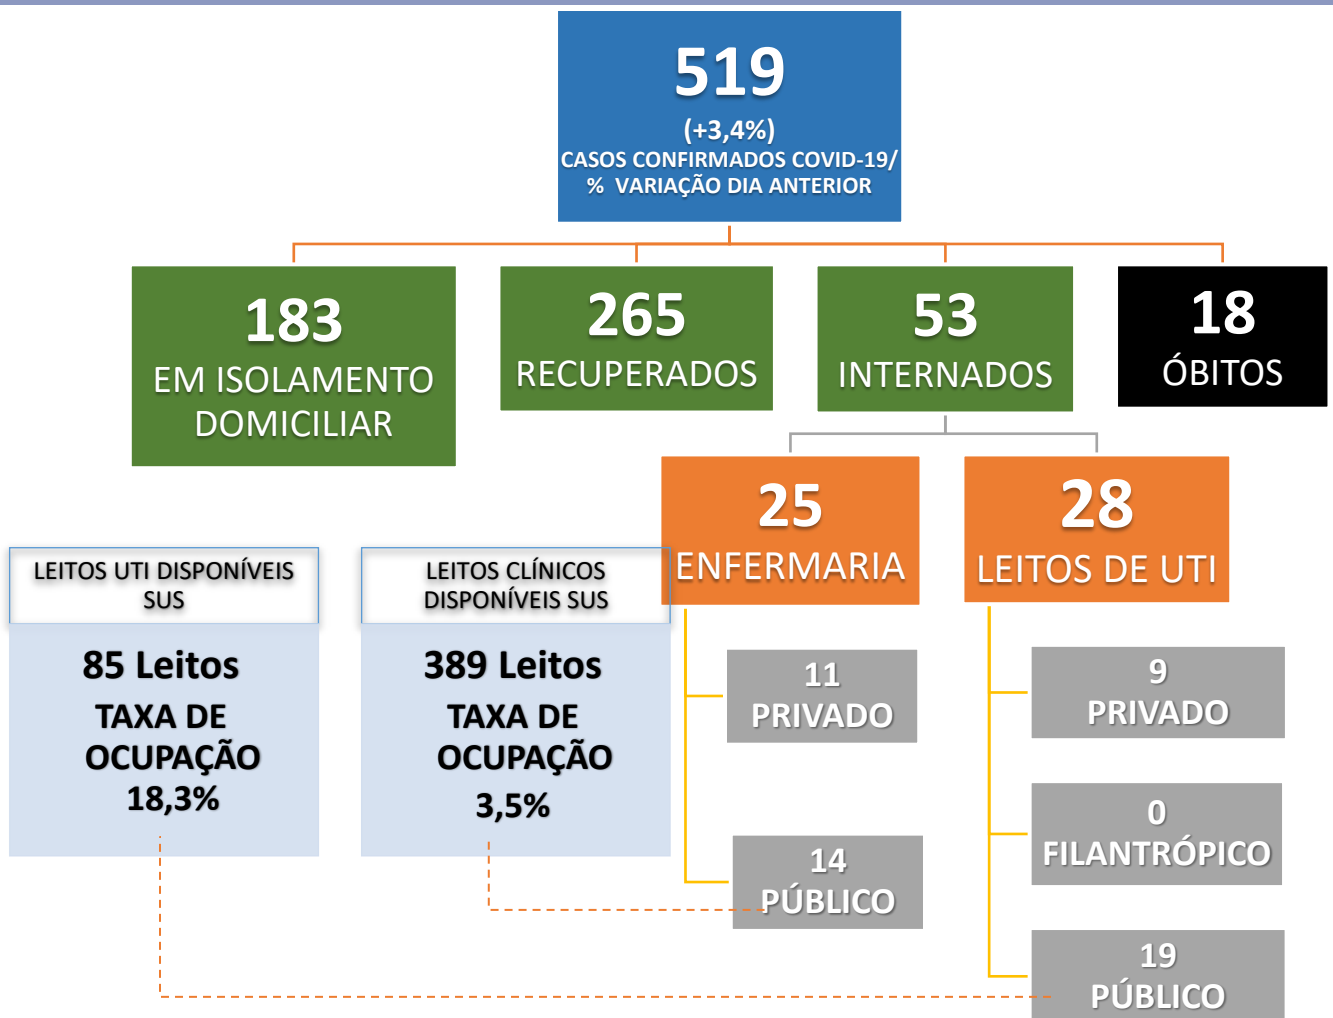 519
(+3,4%)
CASOS CONFIRMADOS COVID-19/
% VARIAÇÃO DIA ANTERIOR
183
EM ISOLAMENTO
DOMICILIAR
265
RECUPERADOS
53
INTERNADOS
18
ÓBITOS
25
ENFERMARIA
28
LEITOS DE UTI
LEITOS UTI DISPONÍVEIS
SUS
85 Leitos
TAXA DE
OCUPAÇÃO
18,3%
LEITOS CLÍNICOS
DISPONÍVEIS SUS
389 Leitos
TAXA DE
OCUPAÇÃO
3,5%
11
PRIVADO
14
PÚBLICO
9
PRIVADO
0
FILANTRÓPICO
19
PÚBLICO